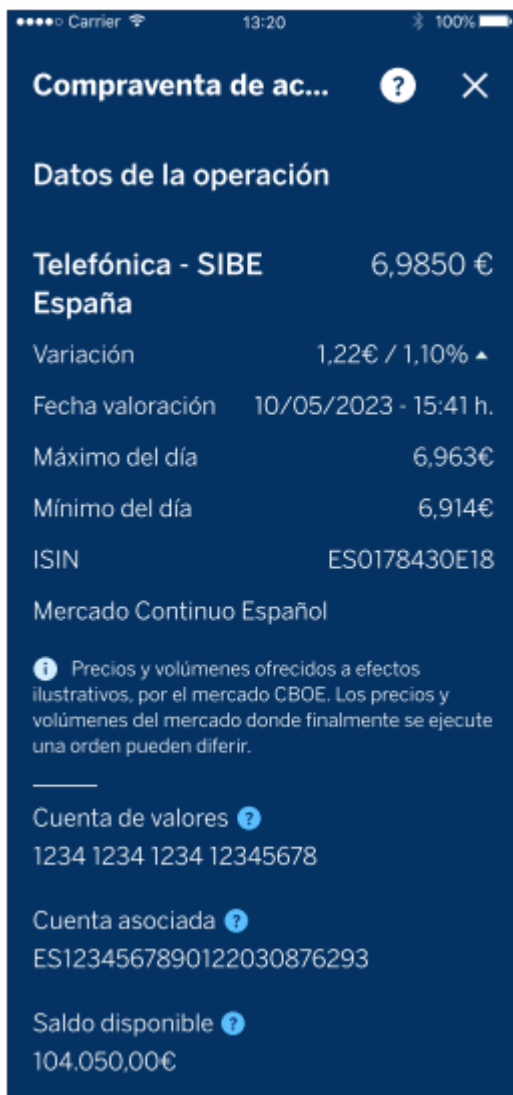 Carrier 13:20 100%
Compraventa de ac... ?
Datos de la operación
Telefónica - SIBE 6,9850 €
España
Variación 1,22€ / 1,10%
Fecha valoración 10/05/2023 - 15:41 h.
Máximo del día 6,963€
Mínimo del día 6,914€
ISIN ES0178430E18
Mercado Continuo Español
i Precios y volúmenes ofrecidos a efectos
ilustrativos, por el mercado CBOE. Los precios y
volúmenes del mercado donde finalmente se ejecute
una orden pueden diferir.
Cuenta de valores ?
1234 1234 1234 12345678
Cuenta asociada ?
ES1234567890122030876293
Saldo disponible ?
104.050,00€